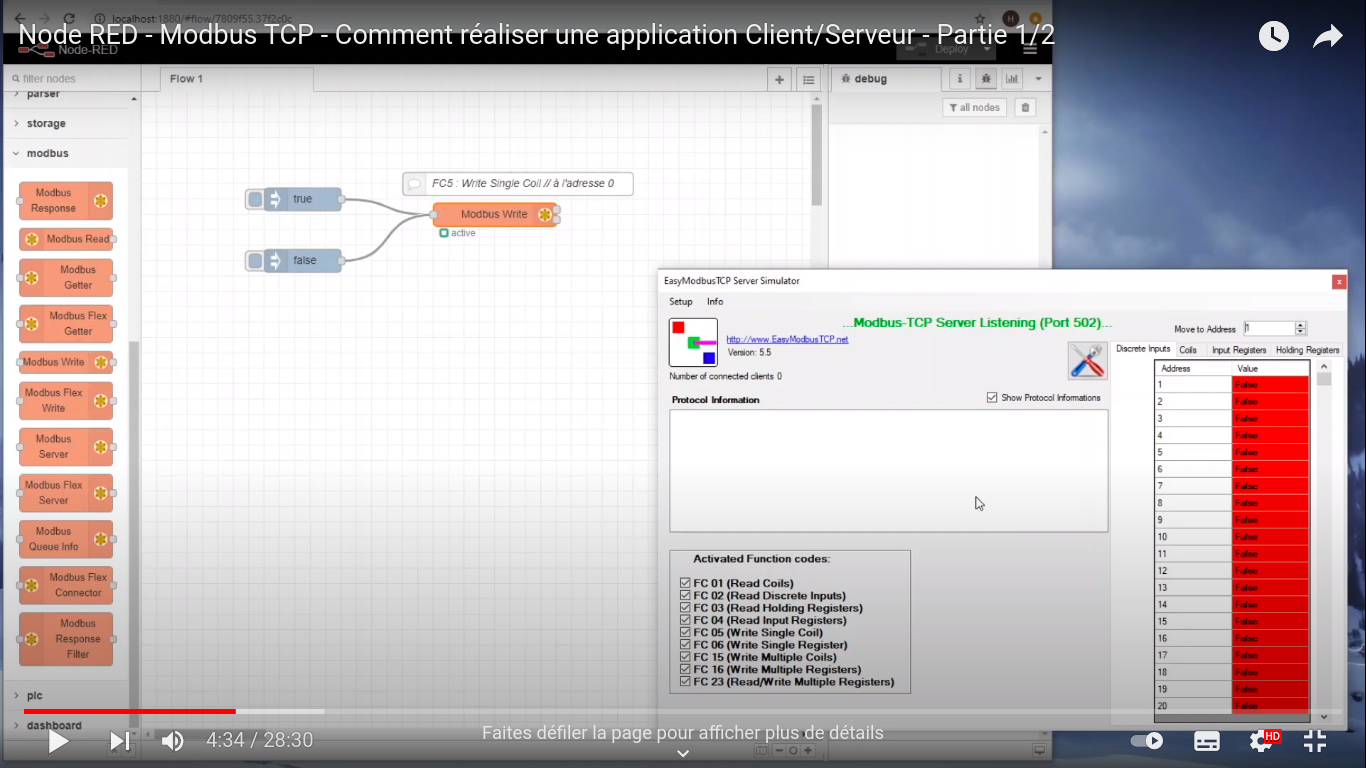 localhost:1880/#flow/7809f55.37f2c0c
Node RED - Modbus TCP - Comment réaliser une application Client/Serveur - Partie 1/2
Node-RED
Deploy
filter nodes
Flow 1
debug
all nodes
parser
storage
modbus
Modbus Response
Modbus Read
Modbus Getter
Modbus Flex Getter
Modbus Write
Modbus Flex Write
Modbus Server
Modbus Flex Server
Modbus Queue Info
Modbus Flex Connector
Modbus Response Filter
plc
dashboard
FC5 : Write Single Coil // à l'adresse 0
true
Modbus Write
active
false
EasyModbusTCP Server Simulator
x
Setup Info
...Modbus-TCP Server Listening (Port 502)...
http://www.EasyModbusTCP.net
Version: 5.5
Number of connected clients 0
Move to Address 1
Protocol Information
Show Protocol Informations
Discrete Inputs Coils Input Registers Holding Registers
Address Value
1 False
2 False
3 False
4 False
5 False
6 False
7 False
8 False
9 False
10 False
11 False
12 False
13 False
14 False
15 False
16 False
17 False
18 False
19 False
20 False
Activated Function codes:
FC 01 (Read Coils)
FC 02 (Read Discrete Inputs)
FC 03 (Read Holding Registers)
FC 04 (Read Input Registers)
FC 05 (Write Single Coil)
FC 06 (Write Single Register)
FC 15 (Write Multiple Coils)
FC 16 (Write Multiple Registers)
FC 23 (Read/Write Multiple Registers)
4:34 / 28:30
Faites défiler la page pour afficher plus de détails
HD